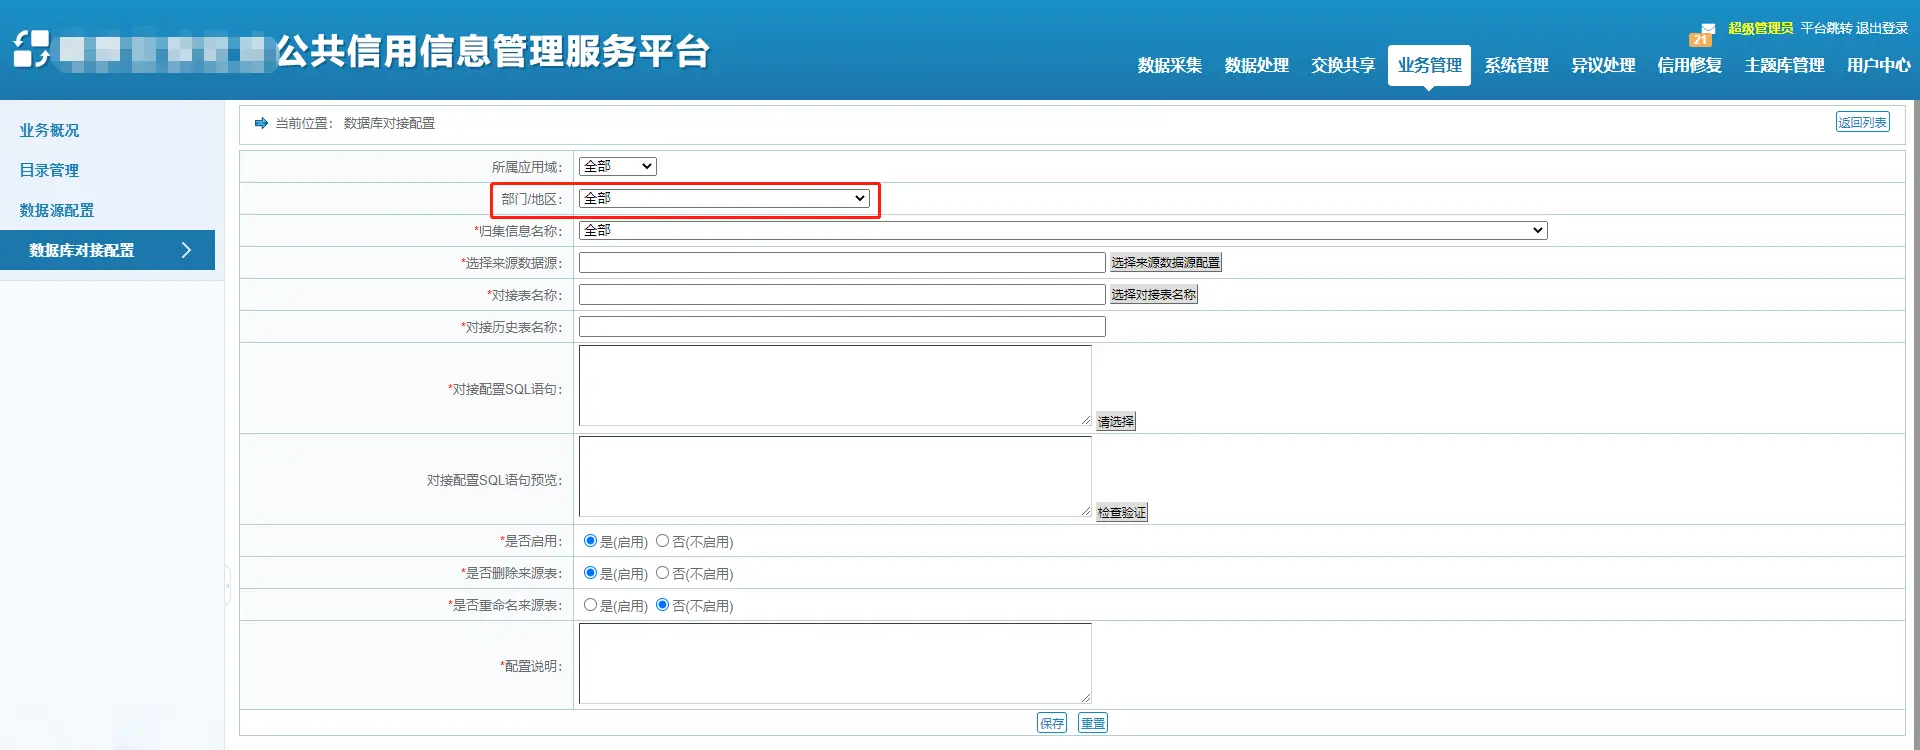 公共信用信息管理服务平台
21
超级管理员 平台跳转 退出登录
数据采集 数据处理 交换共享 业务管理 系统管理 异议处理 信用修复 主题库管理 用户中心
业务概况
目录管理
数据源配置
数据库对接配置
当前位置： 数据库对接配置
返回列表
所属应用域： 全部
部门/地区： 全部
*归集信息名称： 全部
*选择来源数据源： 选择来源数据源配置
*对接表名称： 选择对接表名称
*对接历史表名称：
*对接配置SQL语句： 请选择
对接配置SQL语句预览： 检查验证
*是否启用： 是(启用) 否(不启用)
*是否删除来源表： 是(启用) 否(不启用)
*是否重命名来源表： 是(启用) 否(不启用)
*配置说明：
保存 重置